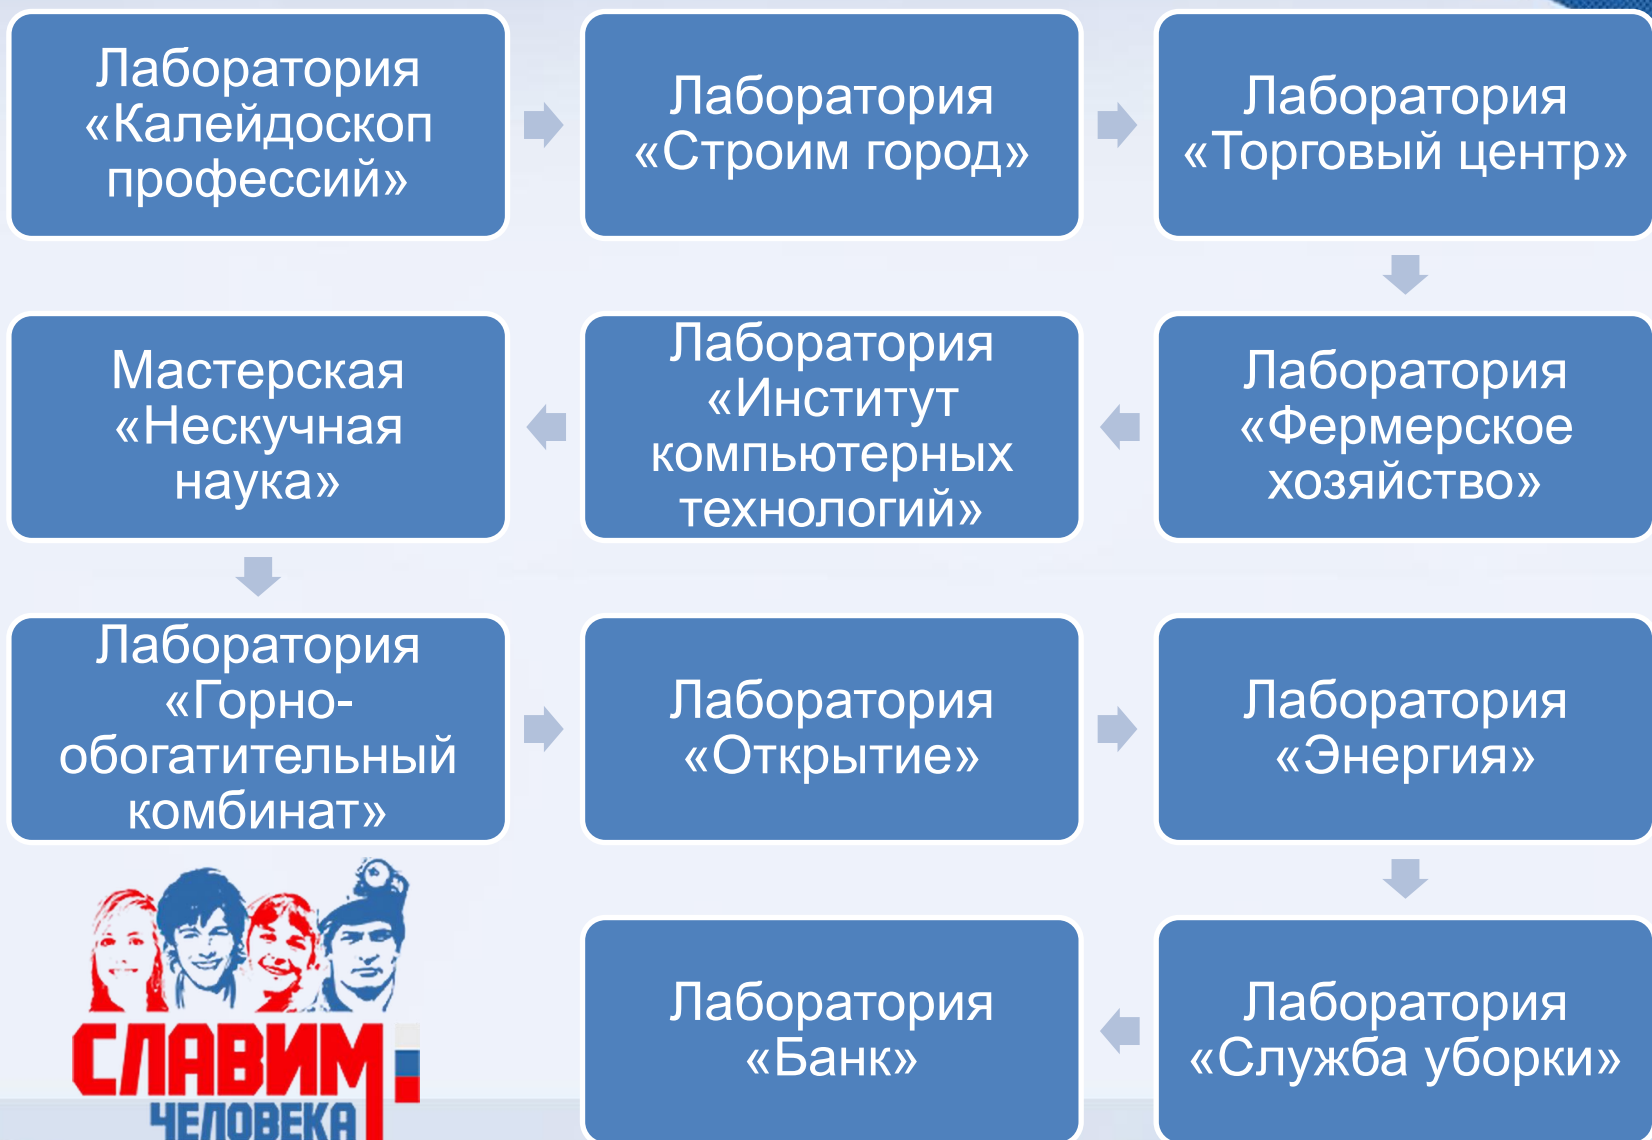 Лаборатория
«Калейдоскоп
профессий»
Лаборатория
«Строим город»
Лаборатория
«Торговый центр»
Лаборатория
«Фермерское
хозяйство»
Лаборатория
«Институт
компьютерных
технологий»
Мастерская
«Нескучная
наука»
Лаборатория
«Горно-
обогатительный
комбинат»
Лаборатория
«Открытие»
Лаборатория
«Энергия»
Лаборатория
«Служба уборки»
Лаборатория
«Банк»
СЛАВИМ
ЧЕЛОВЕКА